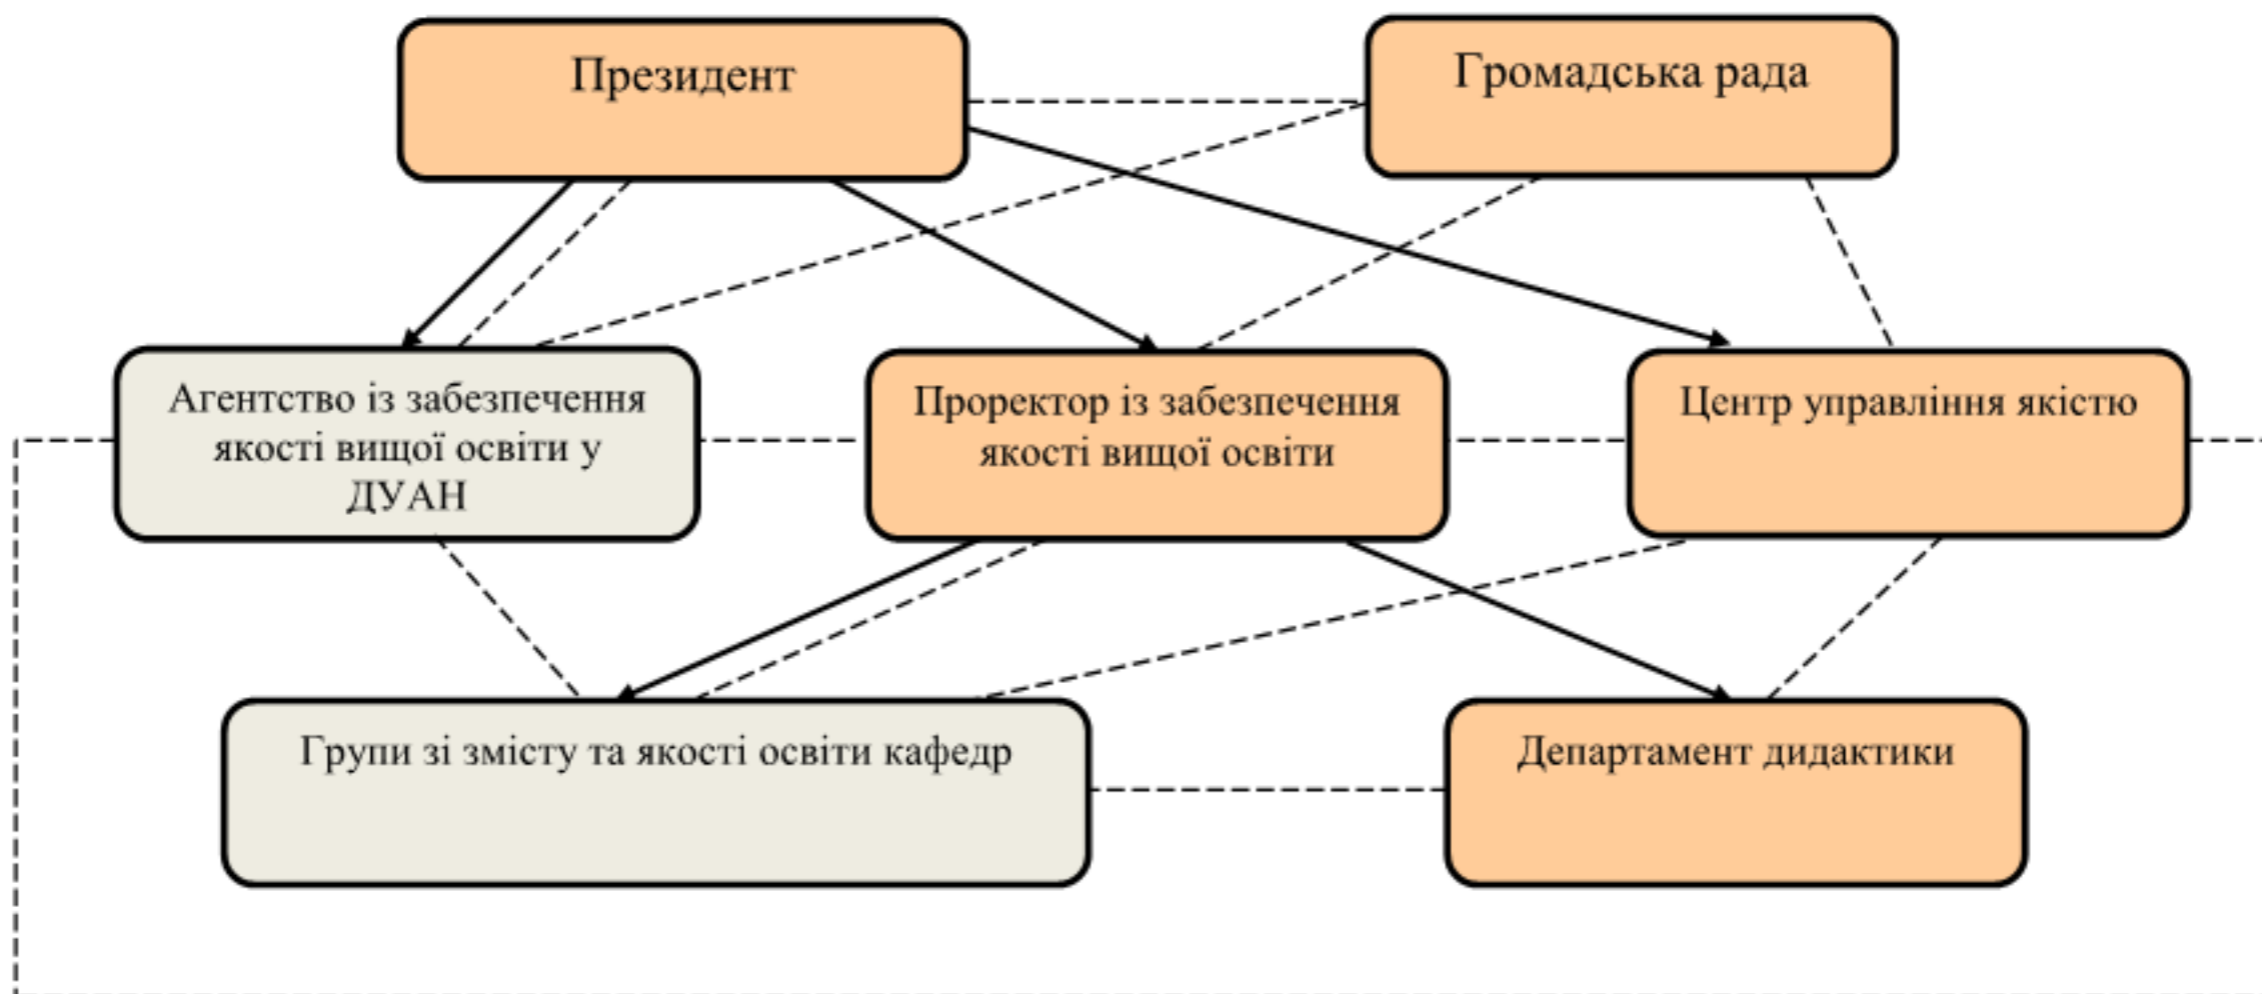 Президент
Громадська рада
Агентство із забезпечення
якості вищої освіти у
ДУАН
Проректор із забезпечення
якості вищої освіти
Центр управління якістю
Групи зі змісту та якості освіти кафедр
Департамент дидактики